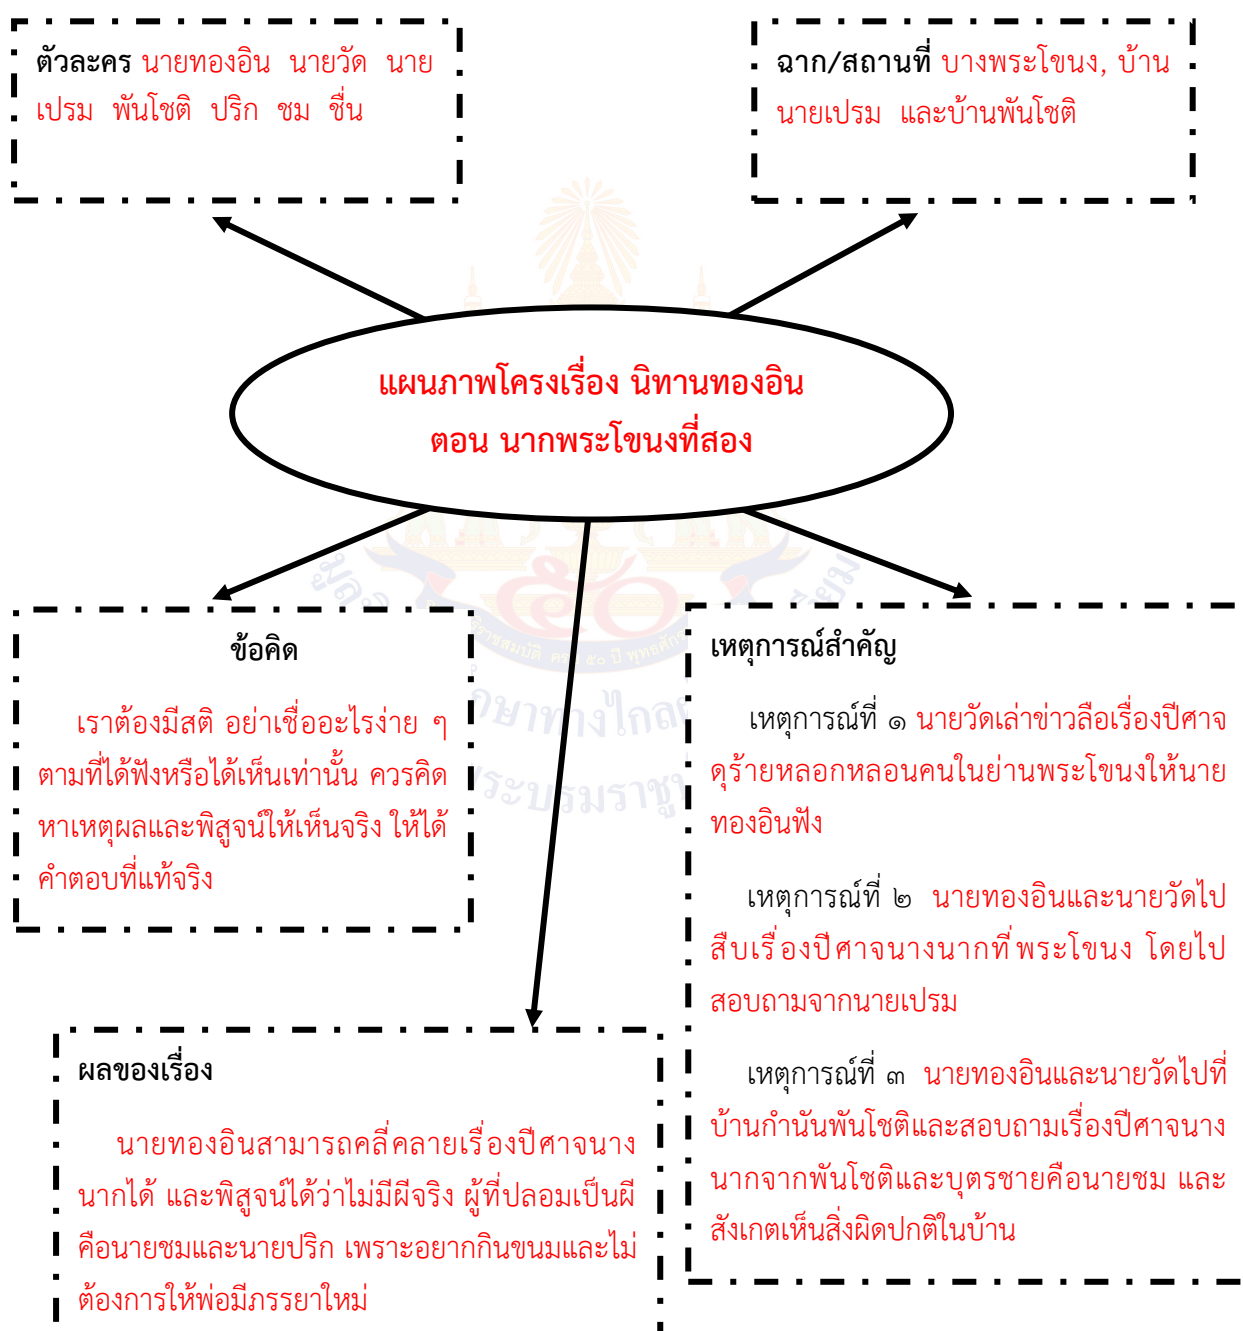 ตัวละคร นายทองอิน นายวัด นาย
เปรม พันโชติ ปริก ชม ชื่น
ฉาก/สถานที่ บางพระโขนง, บ้าน
นายเปรม และบ้านพันโชติ
แผนภาพโครงเรื่อง นิทานทองอิน
ตอน นากพระโขนงที่สอง
ข้อคิด
เราต้องมีสติ อย่าเชื่ออะไรง่าย ๆ
ตามที่ได้ฟังหรือได้เห็นเท่านั้น ควรคิด
หาเหตุผลและพิสูจน์ให้เห็นจริง ให้ได้
คำตอบที่แท้จริง
เหตุการณ์สำคัญ
เหตุการณ์ที่ ๑ นายวัดเล่าข่าวลือเรื่องปีศาจ
ดุร้ายหลอกหลอนคนในย่านพระโขนงให้นาย
ทองอินฟัง
เหตุการณ์ที่ ๒ นายทองอินและนายวัดไป
สืบเรื่องปีศาจนางนากที่พระโขนง โดยไป
สอบถามจากนายเปรม
เหตุการณ์ที่ ๓ นายทองอินและนายวัดไปที่
บ้านกำนันพันโชติและสอบถามเรื่องปีศาจนาง
นากจากพันโชติและบุตรชายคือนายชม และ
สังเกตเห็นสิ่งผิดปกติในบ้าน
ผลของเรื่อง
นายทองอินสามารถคลี่คลายเรื่องปีศาจนาง
นากได้ และพิสูจน์ได้ว่าไม่มีผีจริง ผู้ที่ปลอมเป็นผี
คือนายชมและนายปริก เพราะอยากกินขนมและไม่
ต้องการให้พ่อมีภรรยาใหม่